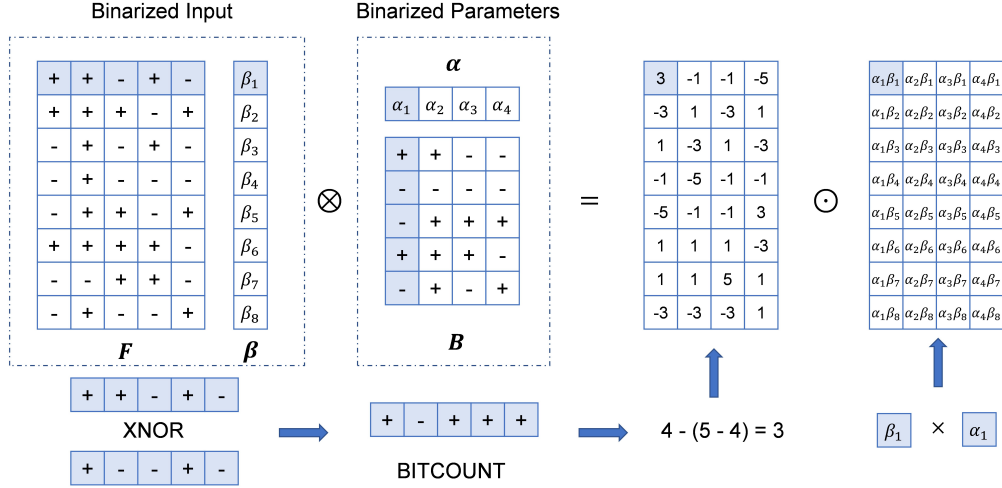 Binarized Input
Binarized Parameters
+ + - + - β₁
+ + + - + β₂
- + - + - β₃
- + - - - β₄
- + + - + β₅
+ + + + - β₆
- - + + - β₇
- + - - + β₈
F β
⊗
α
α₁ α₂ α₃ α₄
+ + - -
- - - -
- + + +
+ + + -
- + - +
B
=
3 -1 -1 -5
-3 1 -3 1
1 -3 1 -3
-1 -5 -1 -1
-5 -1 -1 3
1 1 1 -3
1 1 5 1
-3 -3 -3 1
⊙
α₁β₁ α₂β₁ α₃β₁ α₄β₁
α₁β₂ α₂β₂ α₃β₂ α₄β₂
α₁β₃ α₂β₃ α₃β₃ α₄β₃
α₁β₄ α₂β₄ α₃β₄ α₄β₄
α₁β₅ α₂β₅ α₃β₅ α₄β₅
α₁β₆ α₂β₆ α₃β₆ α₄β₆
α₁β₇ α₂β₇ α₃β₇ α₄β₇
α₁β₈ α₂β₈ α₃β₈ α₄β₈
+ + - + -
XNOR
+ - - + -
+ - + + +
BITCOUNT
4 - (5 - 4) = 3
β₁ × α₁